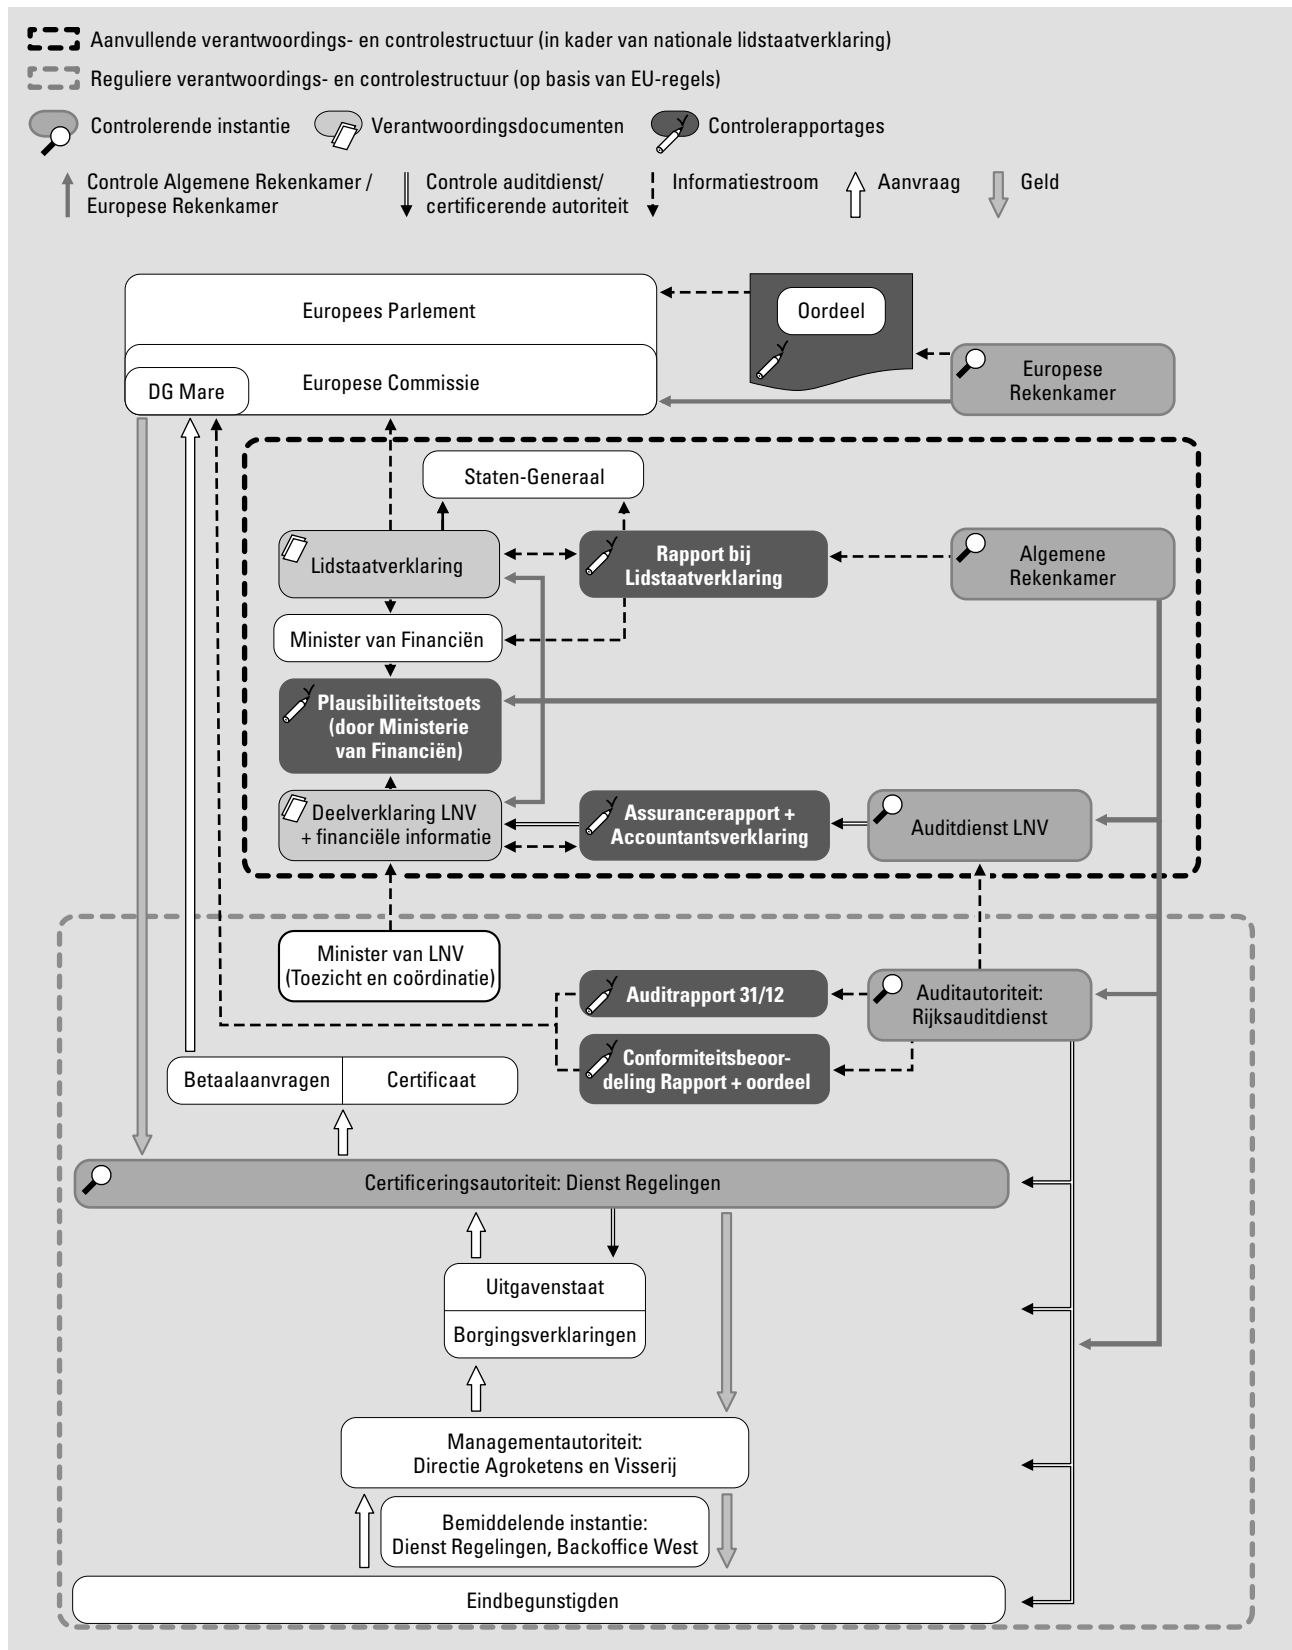 Aanvullende verantwoordings- en controlestructuur (in kader van nationale lidstaatverklaring)
Reguliere verantwoordings- en controlestructuur (op basis van EU-regels)
Controlerende instantie
Verantwoordingsdocumenten
Controlerapportages
Controle Algemene Rekenkamer /
Europese Rekenkamer
Controle auditdienst/
certificerende autoriteit
Informatiestroom
Aanvraag
Geld
Europees Parlement
Oordeel
Europese Commissie
DG Mare
Europese
Rekenkamer
Staten-Generaal
Lidstaatverklaring
Rapport bij
Lidstaatverklaring
Algemene
Rekenkamer
Minister van Financiën
Plausibiliteitstoets
(door Ministerie
van Financiën)
Deelverklaring LNV
+ financiële informatie
Assurancerapport +
Accountantsverklaring
Auditdienst LNV
Minister van LNV
(Toezicht en coördinatie)
Auditrapport 31/12
Auditautoriteit:
Rijksauditdienst
Conformiteitsbeoor-
deling Rapport + oordeel
Betaalaanvragen
Certificaat
Certificeringsautoriteit: Dienst Regelingen
Uitgavenstaat
Borgingsverklaringen
Managementautoriteit:
Directie Agroketens en Visserij
Bemiddelende instantie:
Dienst Regelingen, Backoffice West
Eindbegunstigden